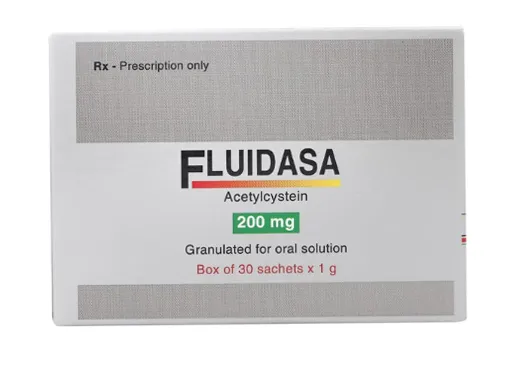 Rx - Prescription only
FLUIDASA
Acetylcystein
200 mg
Granulated for oral solution
Box of 30 sachets x 1 g